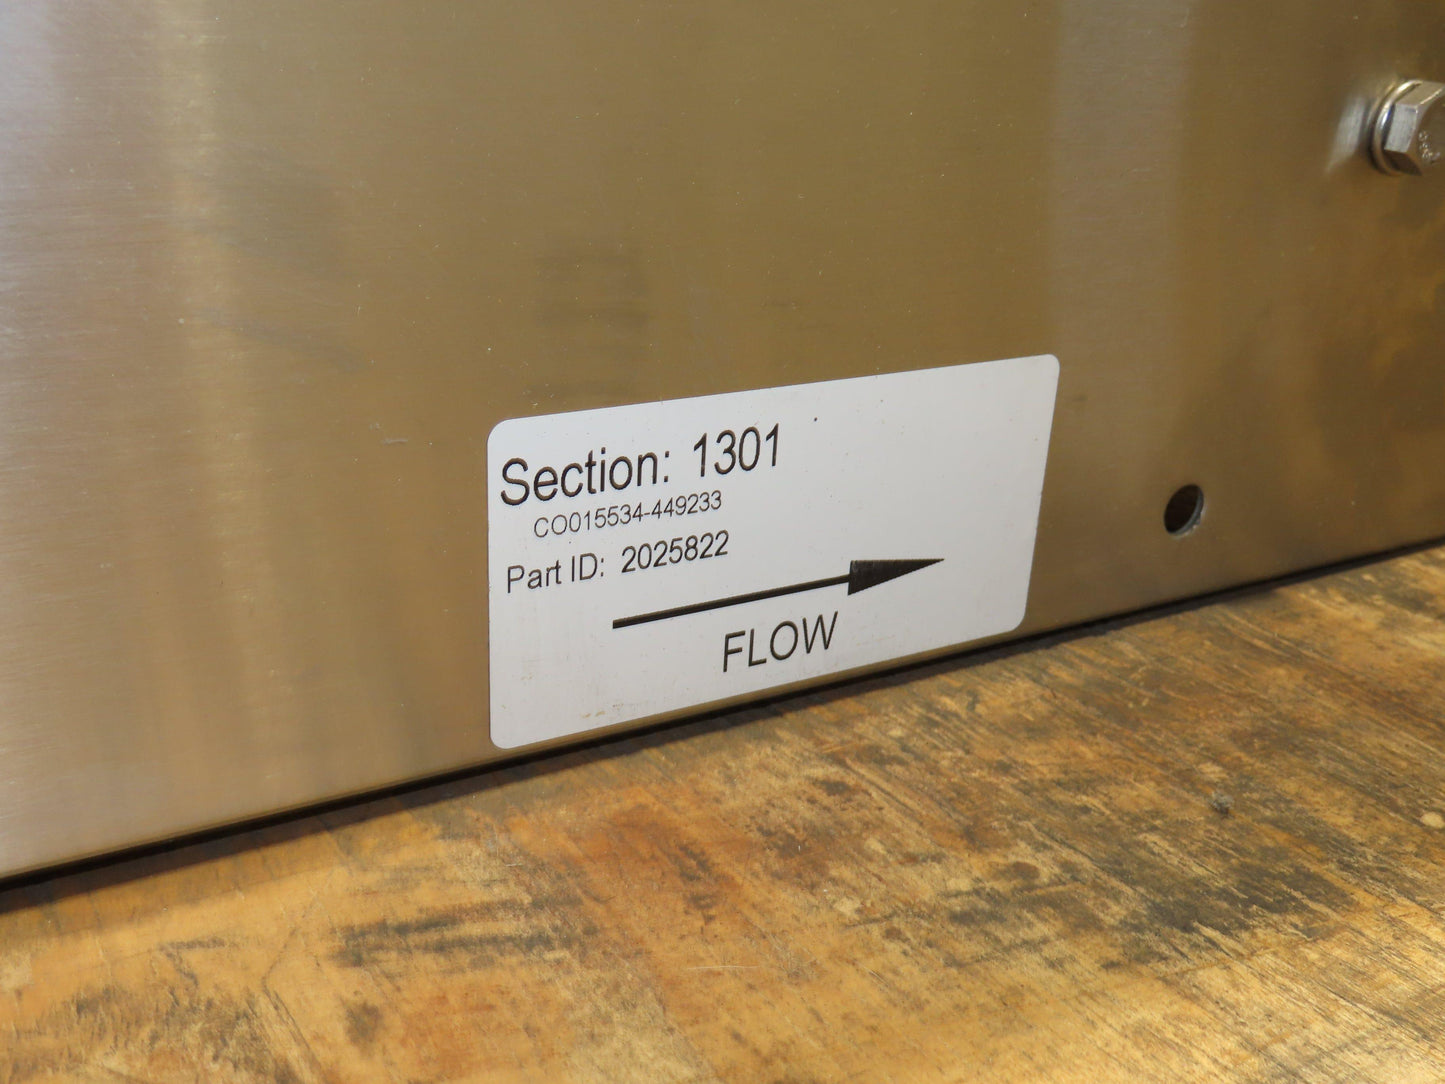 Section: 1301
CO015534-449233
Part ID: 2025822
FLOW